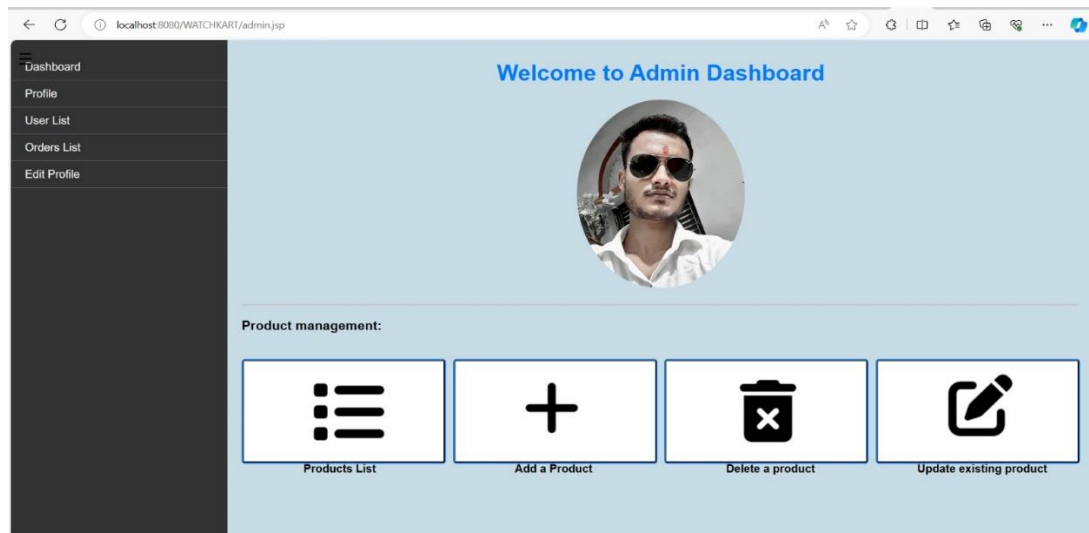 localhost:8080/WATCHKART/admin.jsp
Dashboard
Profile
User List
Orders List
Edit Profile
Welcome to Admin Dashboard
Product management:
Products List
Add a Product
Delete a product
Update existing product